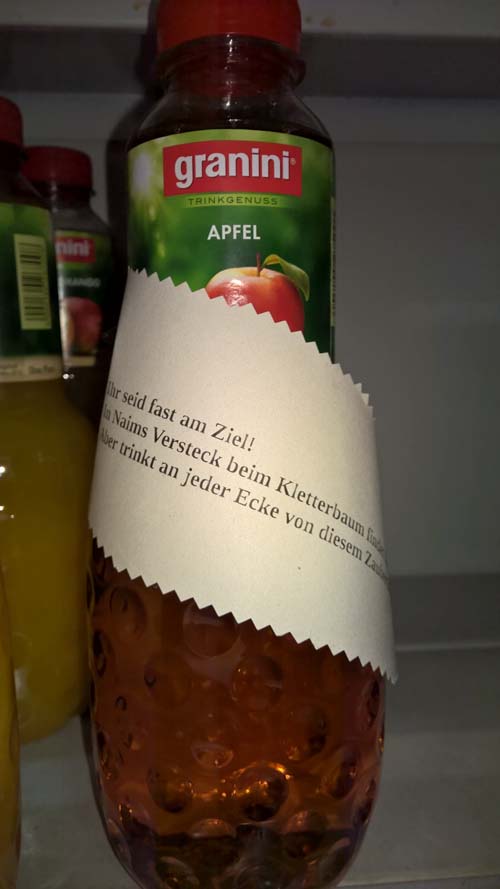 granini
TRINKGENUSS
APFEL
nini
Ihr seid fast am Ziel!
In Naims Versteck beim Kletterbaum
Aber trinkt an jeder Ecke von diesem